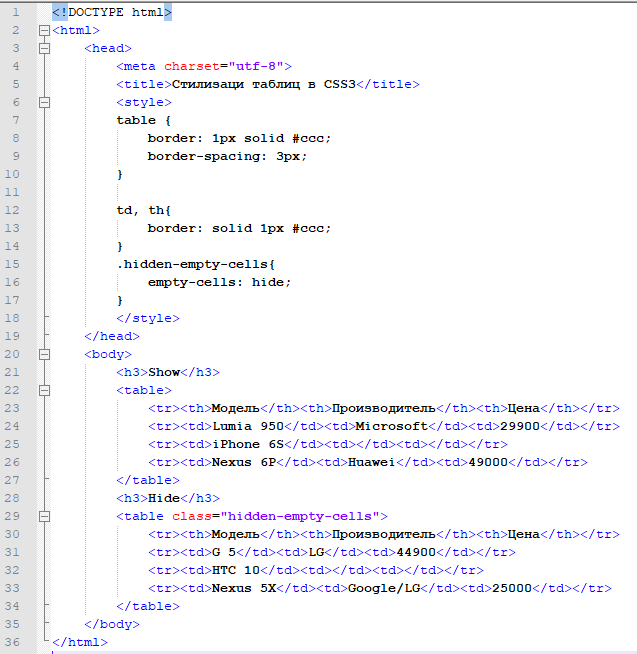 1 <!DOCTYPE html>
2 <html>
3 <head>
4 <meta charset="utf-8">
5 <title>Стилизаци таблиц в CSS3</title>
6 <style>
7 table {
8 border: 1px solid #ccc;
9 border-spacing: 3px;
10 }
11
12 td, th{
13 border: solid 1px #ccc;
14 }
15 .hidden-empty-cells{
16 empty-cells: hide;
17 }
18 </style>
19 </head>
20 <body>
21 <h3>Show</h3>
22 <table>
23 <tr><th>Модель</th><th>Производитель</th><th>Цена</th></tr>
24 <tr><td>Lumia 950</td><td>Microsoft</td><td>29900</td></tr>
25 <tr><td>iPhone 6S</td><td></td><td></td></tr>
26 <tr><td>Nexus 6P</td><td>Huawei</td><td>49000</td></tr>
27 </table>
28 <h3>Hide</h3>
29 <table class="hidden-empty-cells">
30 <tr><th>Модель</th><th>Производитель</th><th>Цена</th></tr>
31 <tr><td>G 5</td><td>LG</td><td>44900</td></tr>
32 <tr><td>HTC 10</td><td></td><td></td></tr>
33 <tr><td>Nexus 5X</td><td>Google/LG</td><td>25000</td></tr>
34 </table>
35 </body>
36 </html>